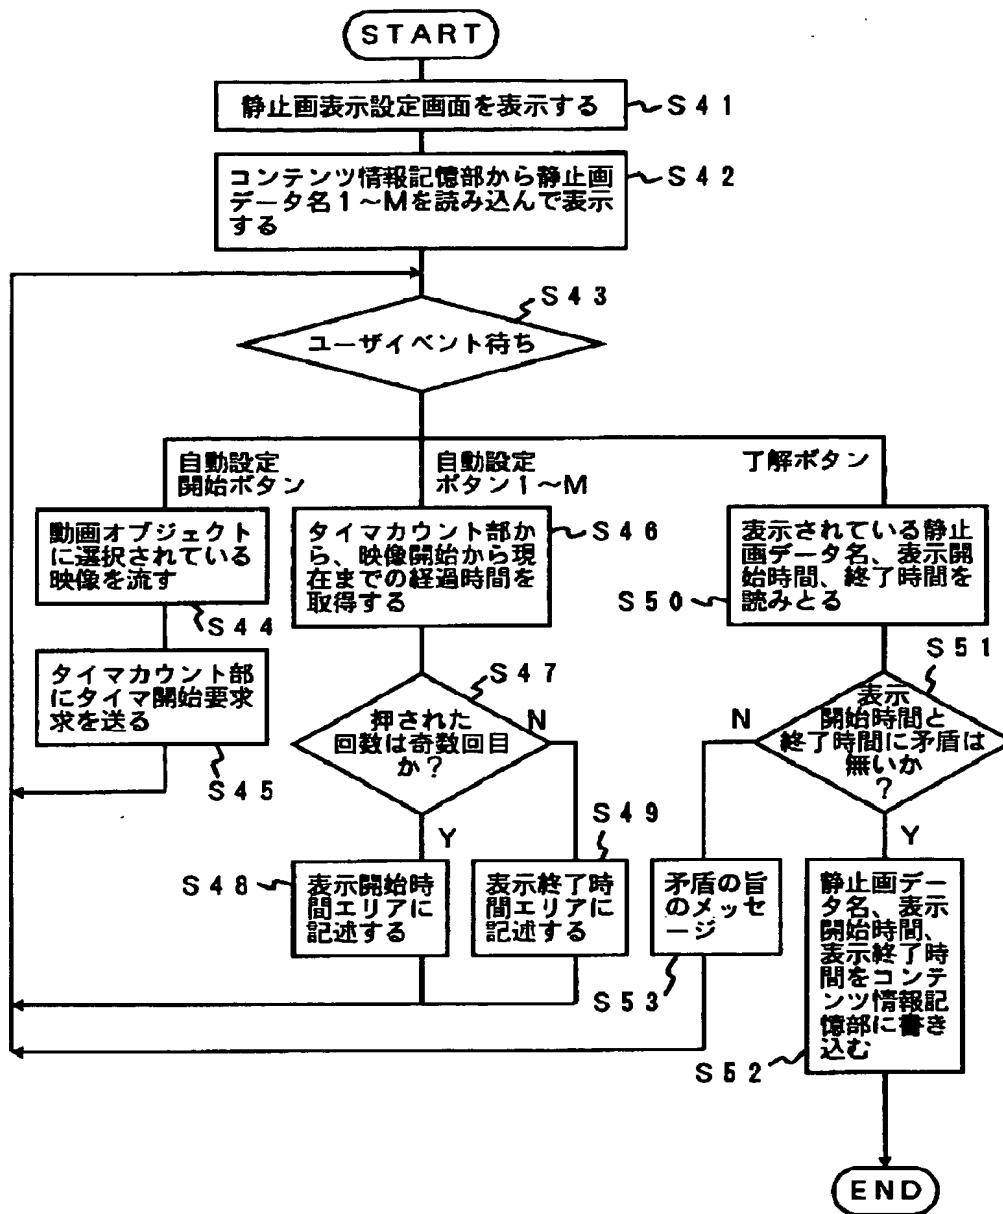 START
静止画表示設定画面を表示する
S41
コンテンツ情報記憶部から静止画
データ名1～Mを読み込んで表示
する
S42
S43
ユーザイベント待ち
自動設定
開始ボタン
自動設定
ボタン1～M
了解ボタン
動画オブジェクト
に選択されている
映像を流す
S44
タイマカウント部
にタイマ開始要求
求を送る
S45
タイマカウント部か
ら、映像開始から現
在までの経過時間を
取得する
S46
S47
押された
回数は奇数回目
か?
N
Y
S48
表示開始時
間エリアに
記述する
S49
表示終了時
間エリアに
記述する
表示されている静止
画データ名、表示開
始時間、終了時間を
読みとる
S50
S51
表示
開始時間と
終了時間に矛盾は
無いか
?
N
Y
矛盾の旨
のメッセ
ージ
S53
静止画デー
タ名、表示
開始時間、
表示終了時
間をコンテ
ンツ情報記
憶部に書き
込む
S52
END